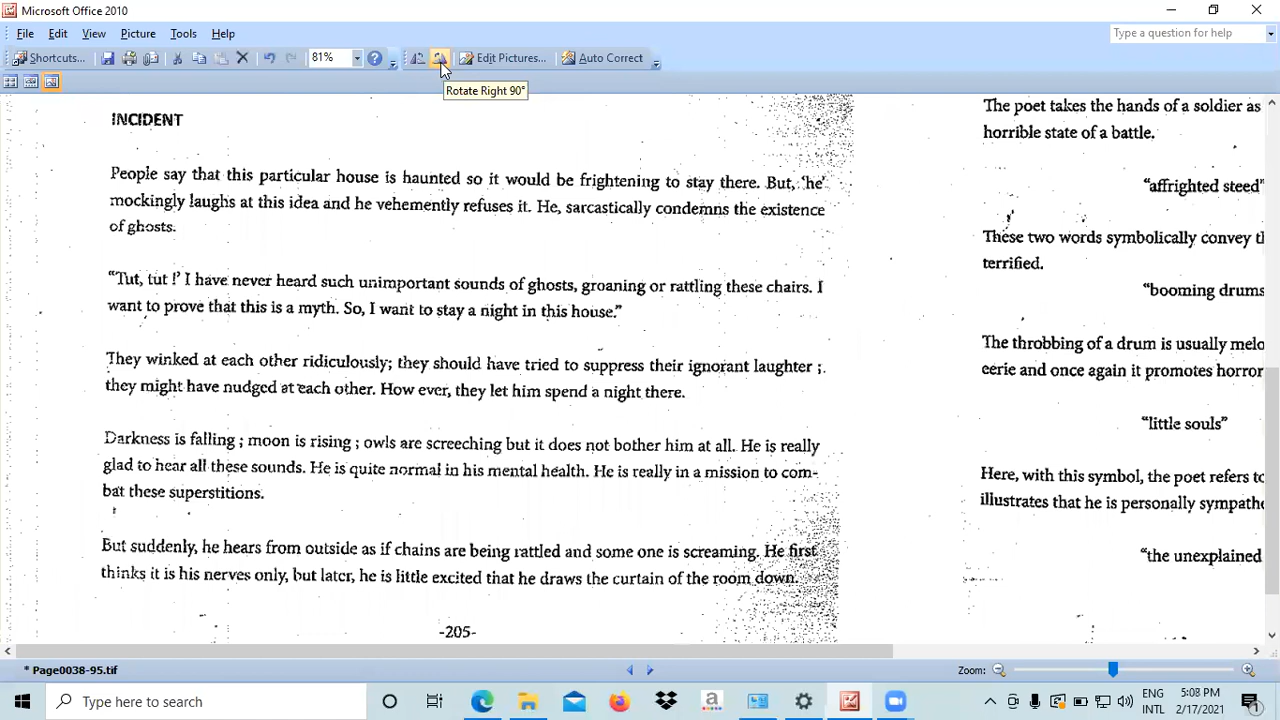 Microsoft Office 2010
File Edit View Picture Tools Help
Type a question for help
Shortcuts... 81% Edit Pictures... Auto Correct
Rotate Right 90°
INCIDENT
People say that this particular house is haunted so it would be frightening to stay there. But, 'he'
mockingly laughs at this idea and he vehemently refuses it. He, sarcastically condemns the existence
of ghosts.
"Tut, tut !' I have never heard such unimportant sounds of ghosts, groaning or rattling these chairs. I
want to prove that this is a myth. So, I want to stay a night in this house."
They winked at each other ridiculously; they should have tried to suppress their ignorant laughter ;.
they might have nudged at each other. How ever, they let him spend a night there.
Darkness is falling ; moon is rising ; owls are screeching but it does not bother him at all. He is really
glad to hear all these sounds. He is quite normal in his mental health. He is really in a mission to com-
bat these superstitions.
But suddenly, he hears from outside as if chains are being rattled and some one is screaming. He first
thinks it is his nerves only, but later, he is little excited that he draws the curtain of the room down.
-205-
The poet takes the hands of a soldier as
horrible state of a battle.
"affrighted steed"
These two words symbolically convey th
terrified.
"booming drums
The throbbing of a drum is usually melo
eerie and once again it promotes horror
"little souls"
Here, with this symbol, the poet refers to
illustrates that he is personally sympathe
"the unexplained
* Page0038-95.tif
Zoom:
Type here to search
ENG
INTL
5:08 PM
2/17/2021